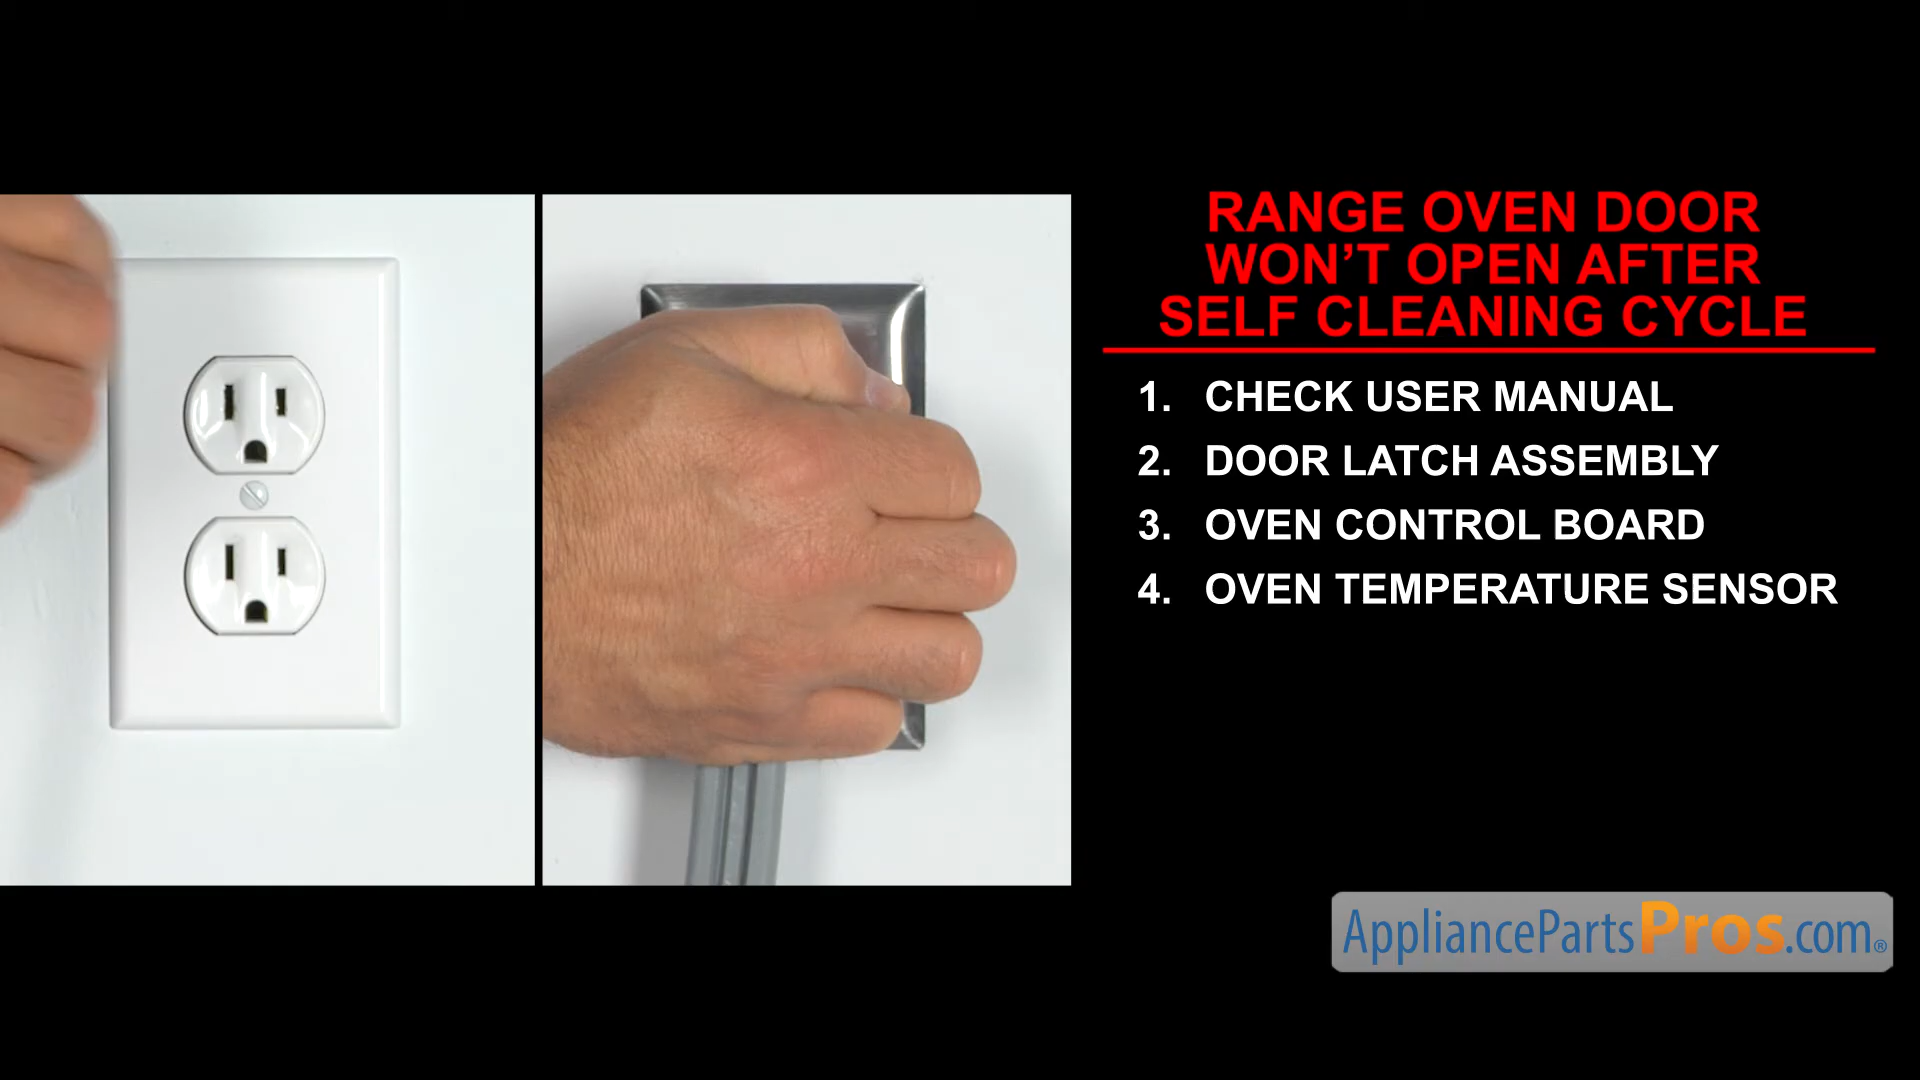 RANGE OVEN DOOR
WON’T OPEN AFTER
SELF CLEANING CYCLE
1. CHECK USER MANUAL
2. DOOR LATCH ASSEMBLY
3. OVEN CONTROL BOARD
4. OVEN TEMPERATURE SENSOR
AppliancePartsPros.com®